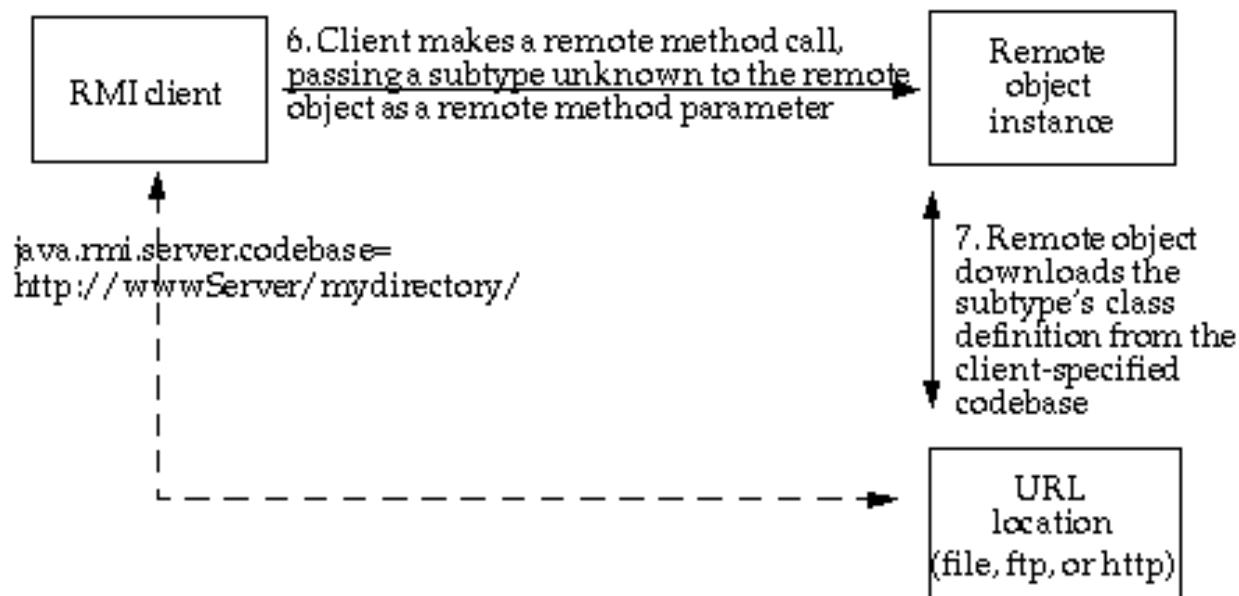 RMI client
6. Client makes a remote method call,
passing a subtype unknown to the remote
object as a remote method parameter
Remote
object
instance
java.rmi.server.codebase=
http://wwwServer/mydirectory/
7. Remote object
downloads the
subtype's class
definition from the
client-specified
codebase
URL
location
(file, ftp, or http)